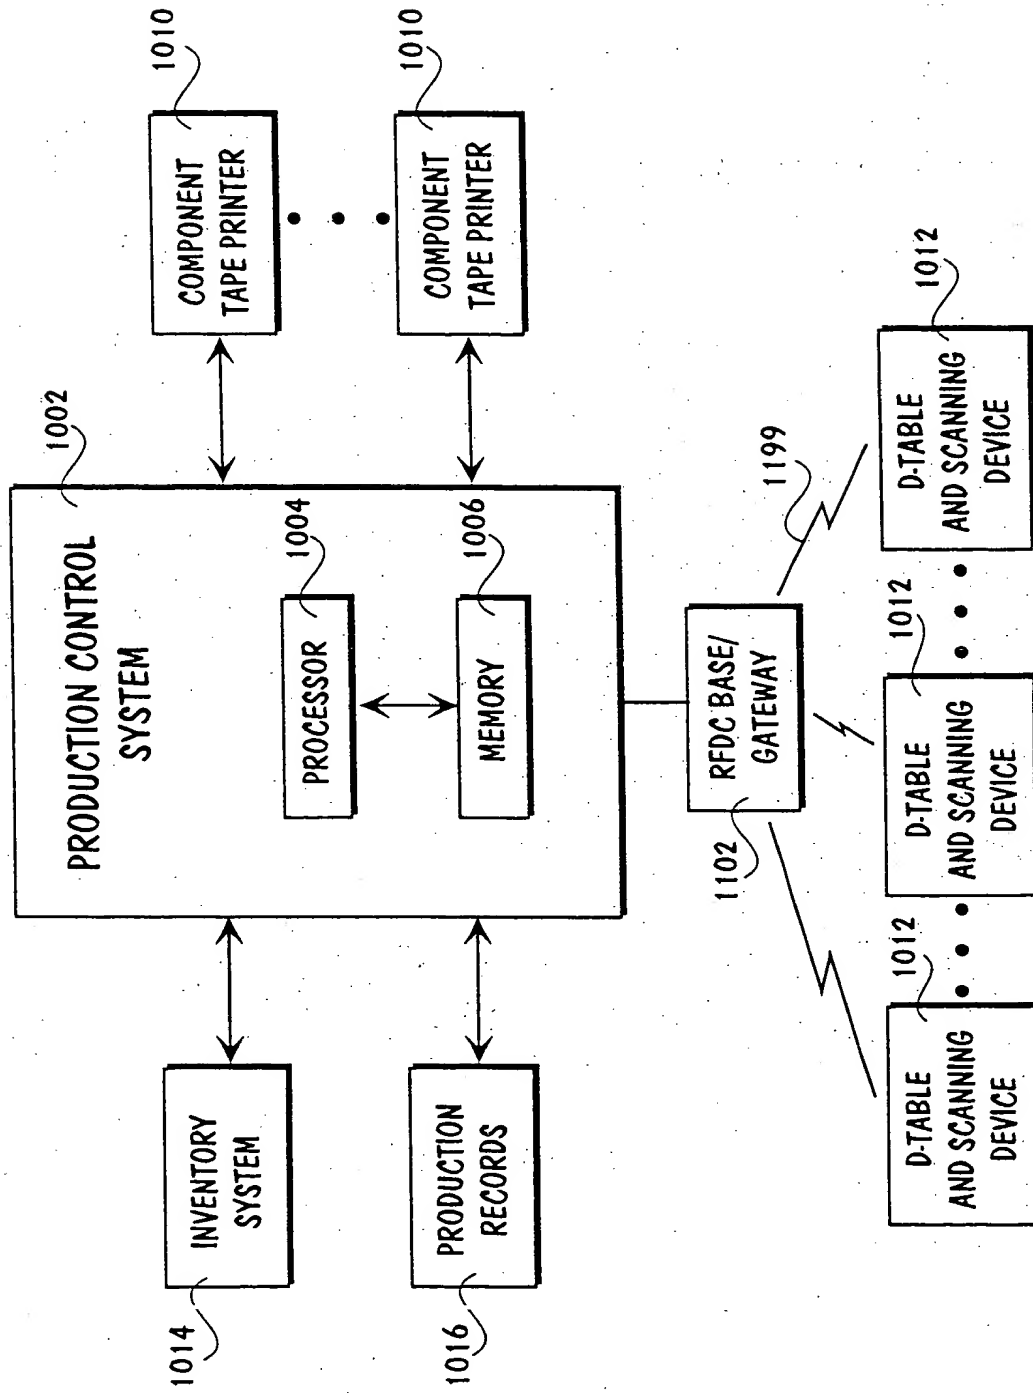 1002
PRODUCTION CONTROL
SYSTEM
1004
PROCESSOR
1006
MEMORY
1014
INVENTORY
SYSTEM
1016
PRODUCTION
RECORDS
1010
COMPONENT
TAPE PRINTER
1010
COMPONENT
TAPE PRINTER
1102
RFDC BASE/
GATEWAY
1199
1012
D-TABLE
AND SCANNING
DEVICE
1012
D-TABLE
AND SCANNING
DEVICE
1012
D-TABLE
AND SCANNING
DEVICE